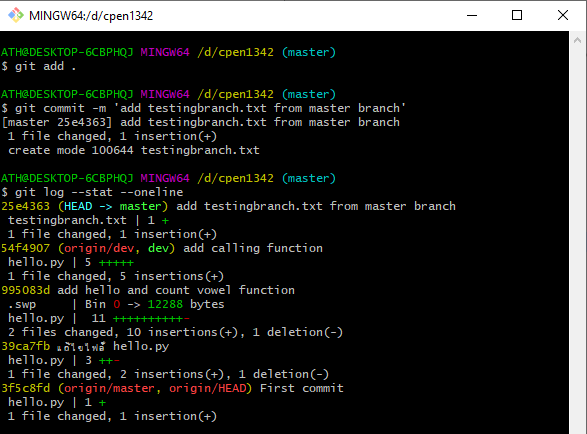 MINGW64:/d/cpen1342
ATH@DESKTOP-6CBPHQJ MINGW64 /d/cpen1342 (master)
$ git add .
ATH@DESKTOP-6CBPHQJ MINGW64 /d/cpen1342 (master)
$ git commit -m 'add testingbranch.txt from master branch'
[master 25e4363] add testingbranch.txt from master branch
1 file changed, 1 insertion(+)
create mode 100644 testingbranch.txt
ATH@DESKTOP-6CBPHQJ MINGW64 /d/cpen1342 (master)
$ git log --stat --oneline
25e4363 (HEAD -> master) add testingbranch.txt from master branch
testingbranch.txt | 1 +
1 file changed, 1 insertion(+)
54f4907 (origin/dev, dev) add calling function
hello.py | 5 +++++
1 file changed, 5 insertions(+)
995083d add hello and count vowel function
.swp | Bin 0 -> 12288 bytes
hello.py | 11 ++++++++++-
2 files changed, 10 insertions(+), 1 deletion(-)
39ca7fb แก้ไขไฟล์ hello.py
hello.py | 3 ++-
1 file changed, 2 insertions(+), 1 deletion(-)
3f5c8fd (origin/master, origin/HEAD) First commit
hello.py | 1 +
1 file changed, 1 insertion(+)